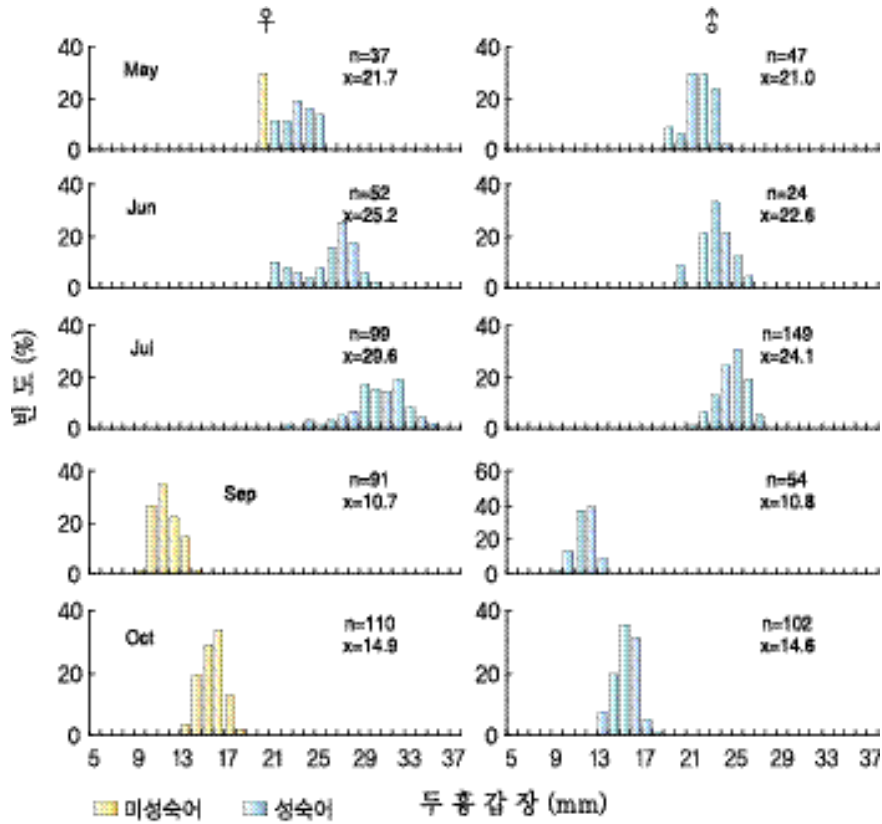 ♀ ♂
40 May n=37 40 n=47
20 x=21.7 20 x=21.0
0 0
40 Jun n=52 40 n=24
20 x=25.2 20 x=22.6
0 0
40 Jul n=99 40 n=149
20 x=29.6 20 x=24.1
0 0
빈 도 (%)
40 Sep n=91 60 n=54
20 x=10.7 40 x=10.8
0 20
0
40 Oct n=110 40 n=102
20 x=14.9 20 x=14.6
0 0
5 9 13 17 21 25 29 33 37 5 9 13 17 21 25 29 33 37
미성숙어 성숙어 두 흉 갑 장 (mm)